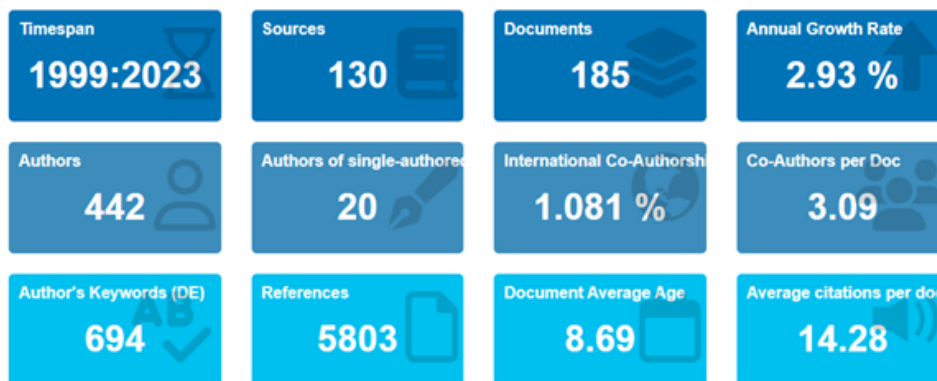 Timespan
1999:2023
Sources
130
Documents
185
Annual Growth Rate
2.93 %
Authors
442
Authors of single-authored
20
International Co-Authorsh
1.081 %
Co-Authors per Doc
3.09
Author's Keywords (DE)
694
References
5803
Document Average Age
8.69
Average citations per doc
14.28
AB